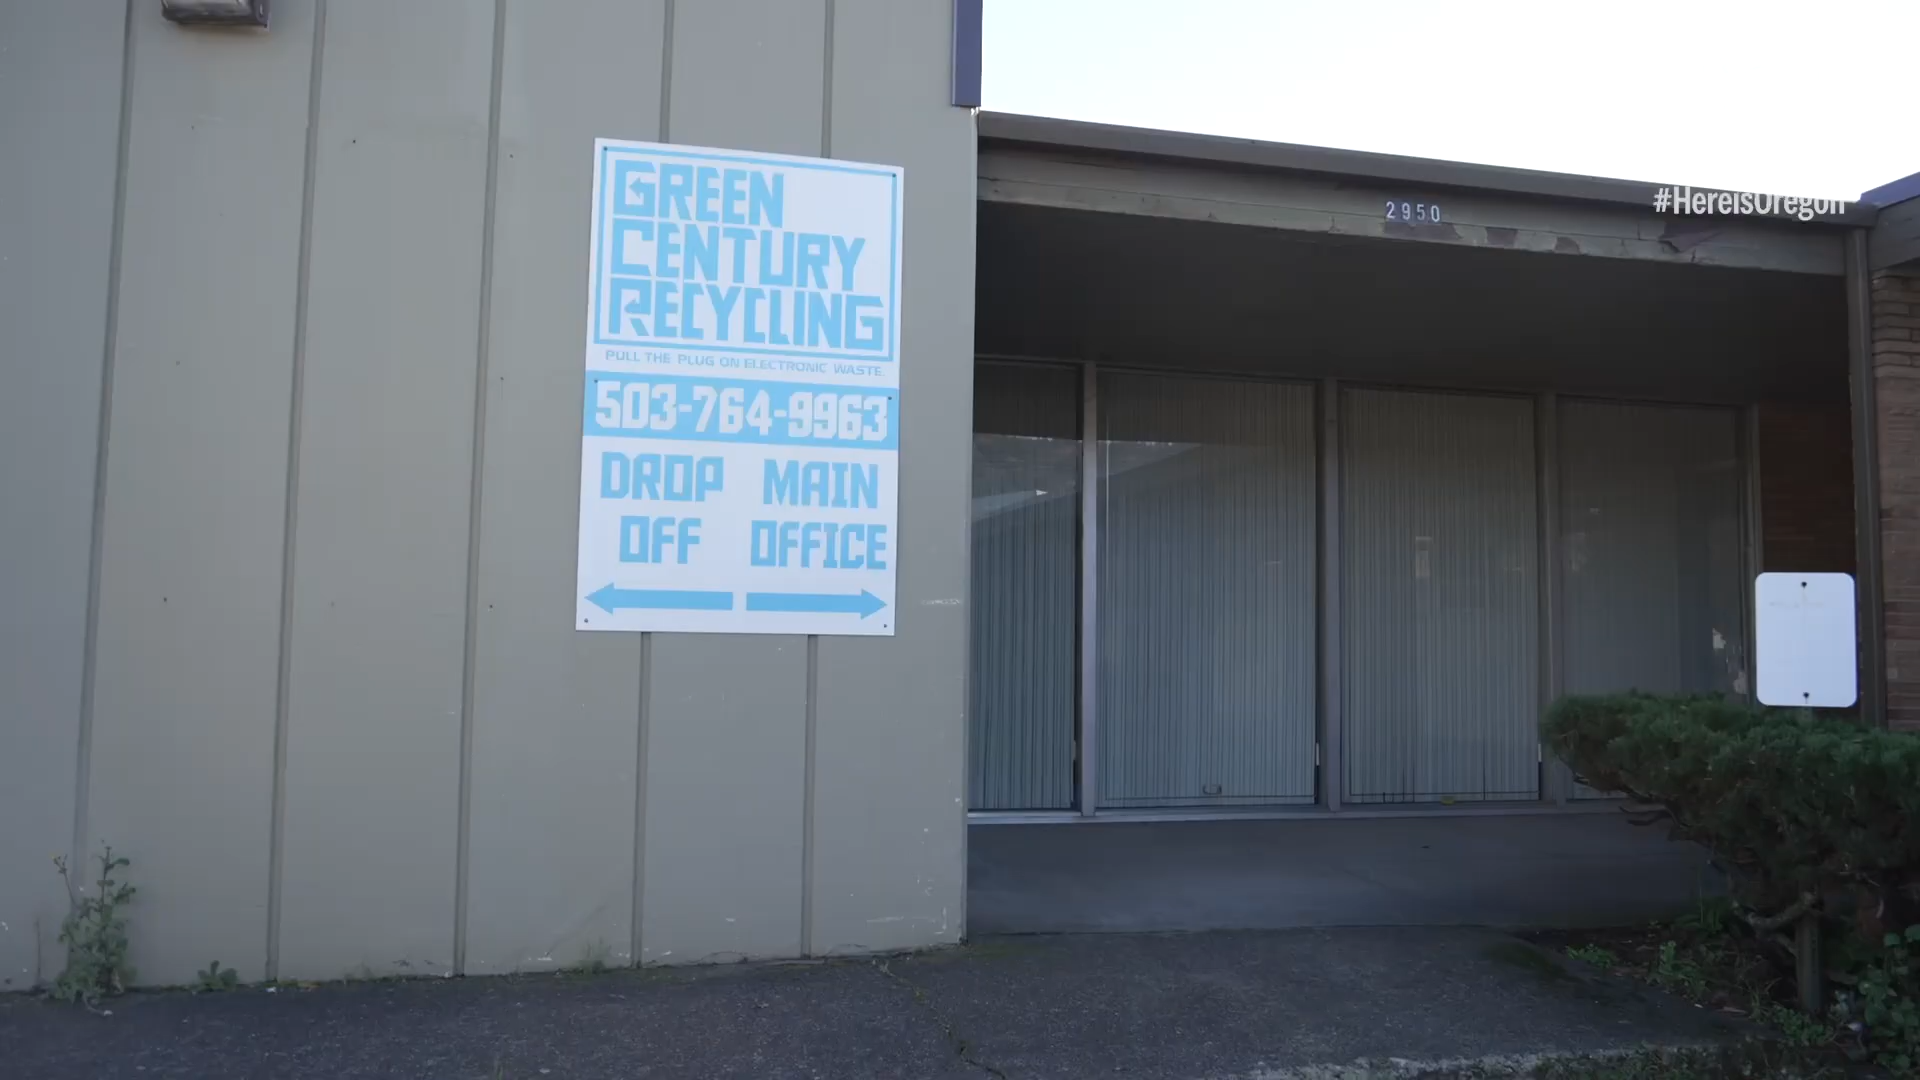 GREEN
CENTURY
RECYCLING
PULL THE PLUG ON ELECTRONIC WASTE.
503-764-9963
DROP OFF
MAIN OFFICE
2950
#HereisOregon